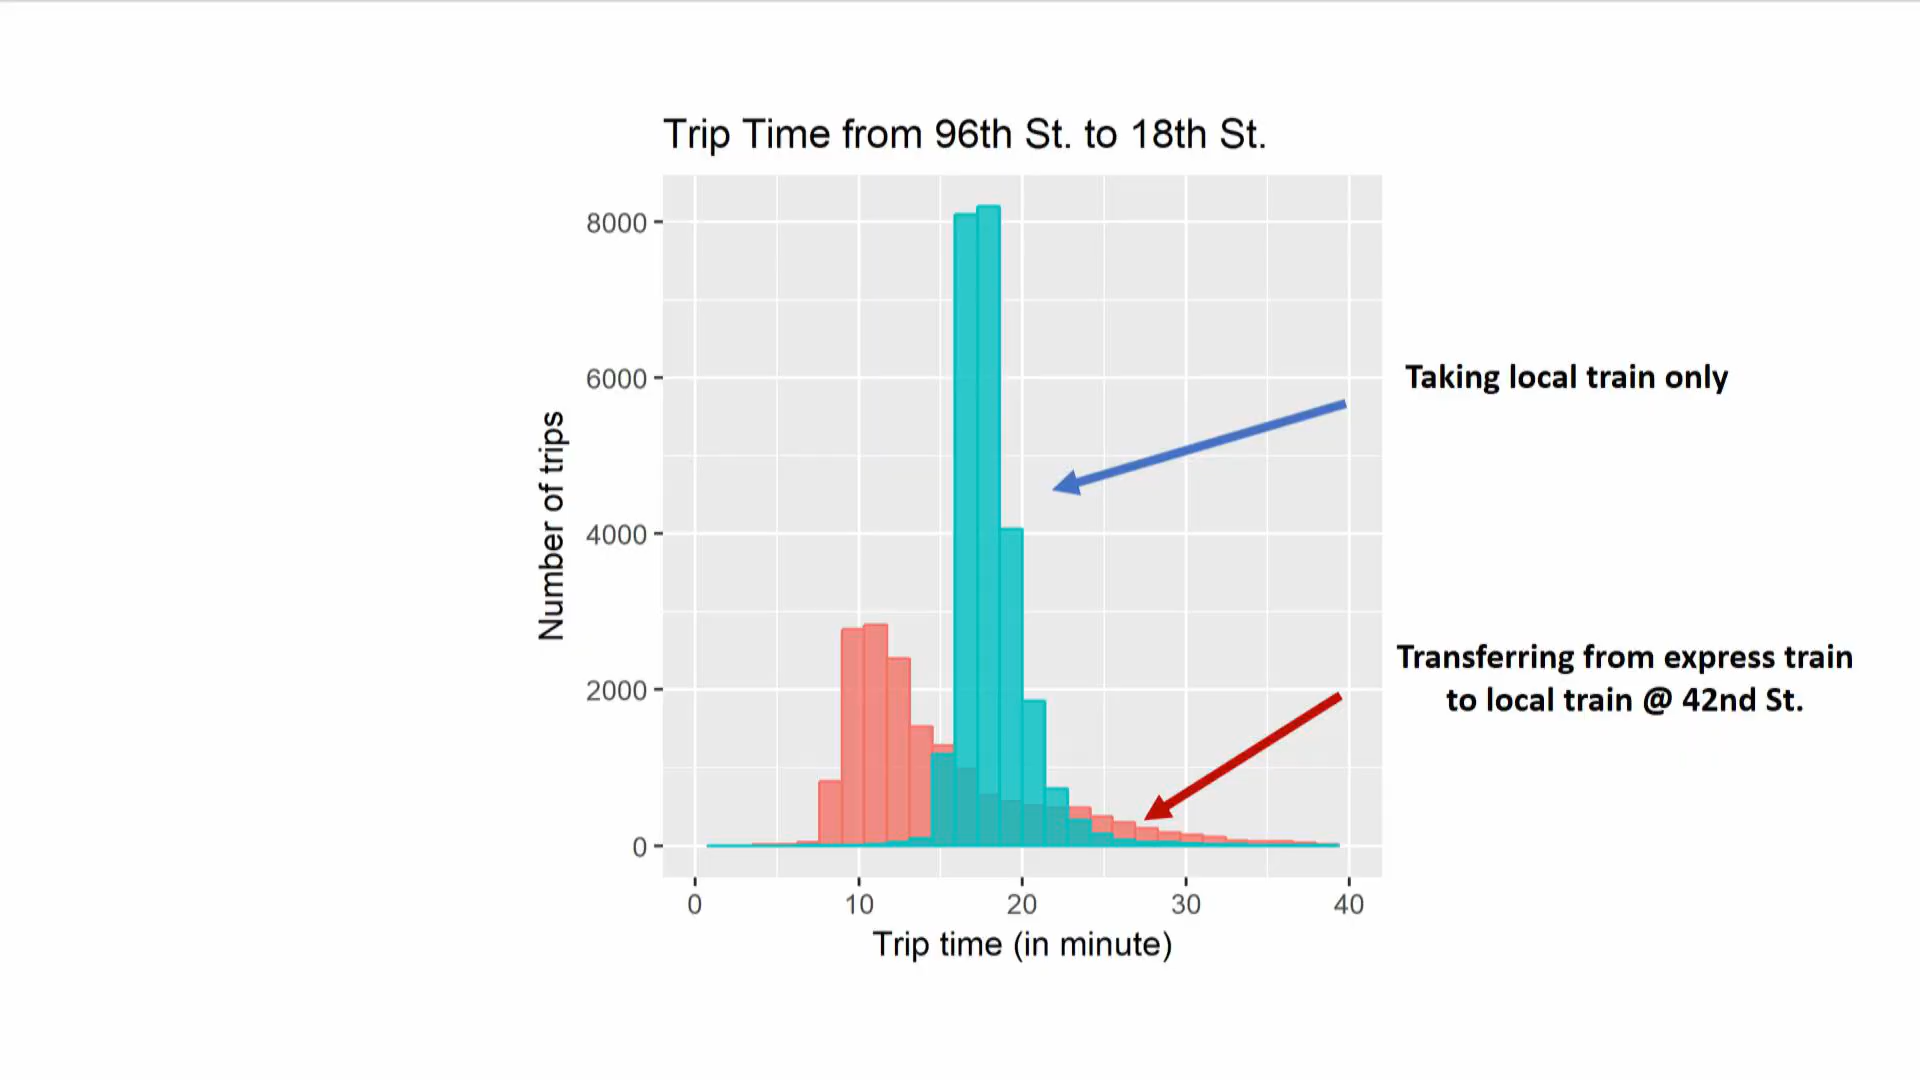 Trip Time from 96th St. to 18th St.
8000
6000
4000
2000
0
Number of trips
0 10 20 30 40
Trip time (in minute)
Taking local train only
Transferring from express train
to local train @ 42nd St.